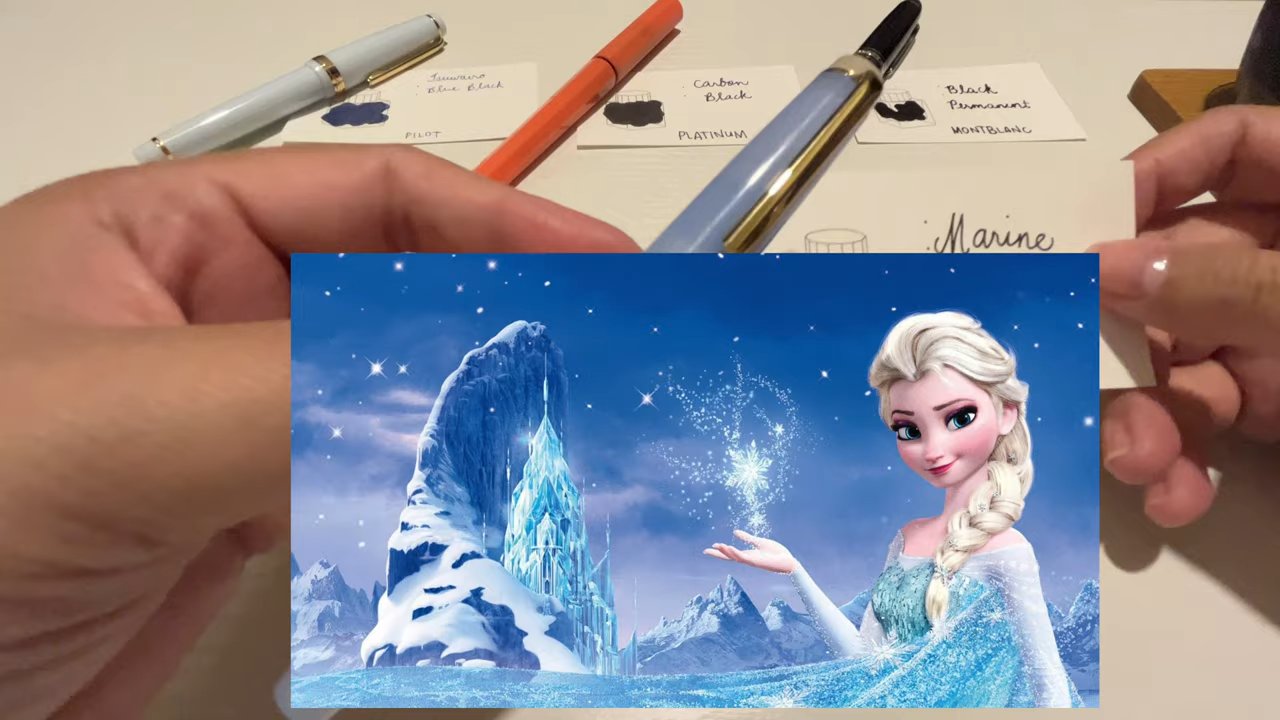 : Blue Black
PILOT
: Carbon
Black
PLATINUM
: Black
Permanent
MONTBLANC
: Marine